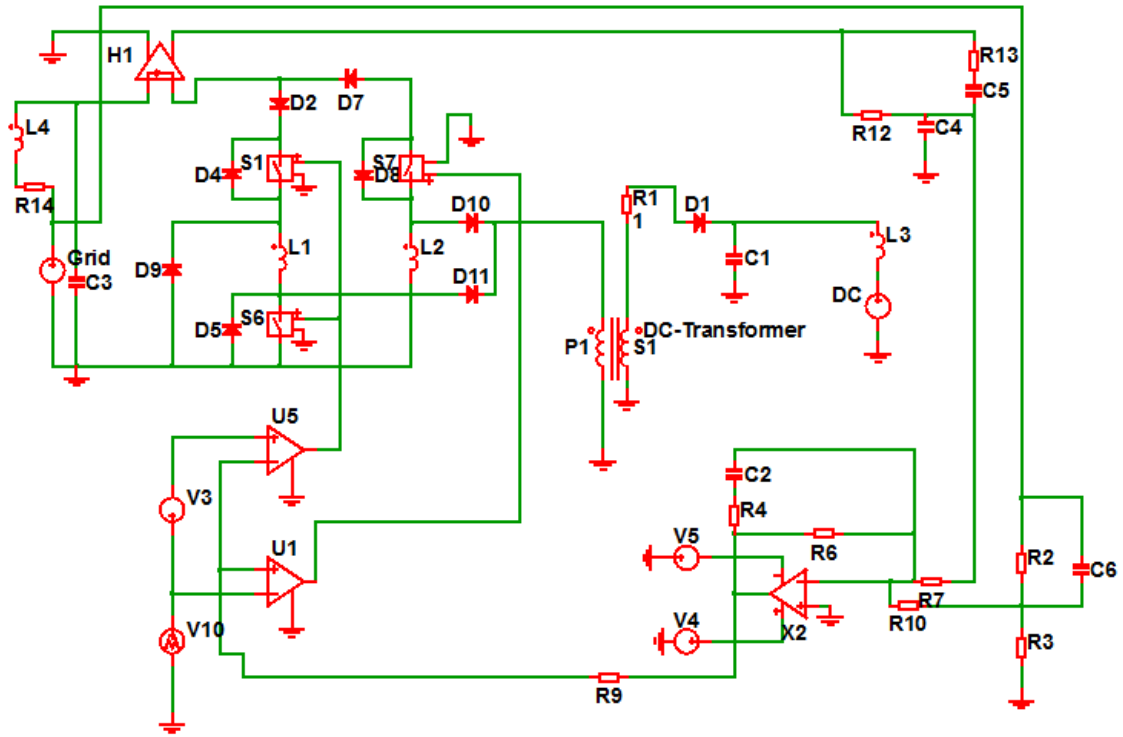 H1
R13
C5
D2
D7
L4
R12
C4
S1
S7
D4
D8
R14
R1
1
D1
D10
Grid
L1
L2
L3
C3
D9
C1
D11
DC
D5
S6
P1
S1
DC-Transformer
U5
C2
V3
R4
V5
R6
U1
R2
C6
R7
R10
V10
V4
X2
R3
R9